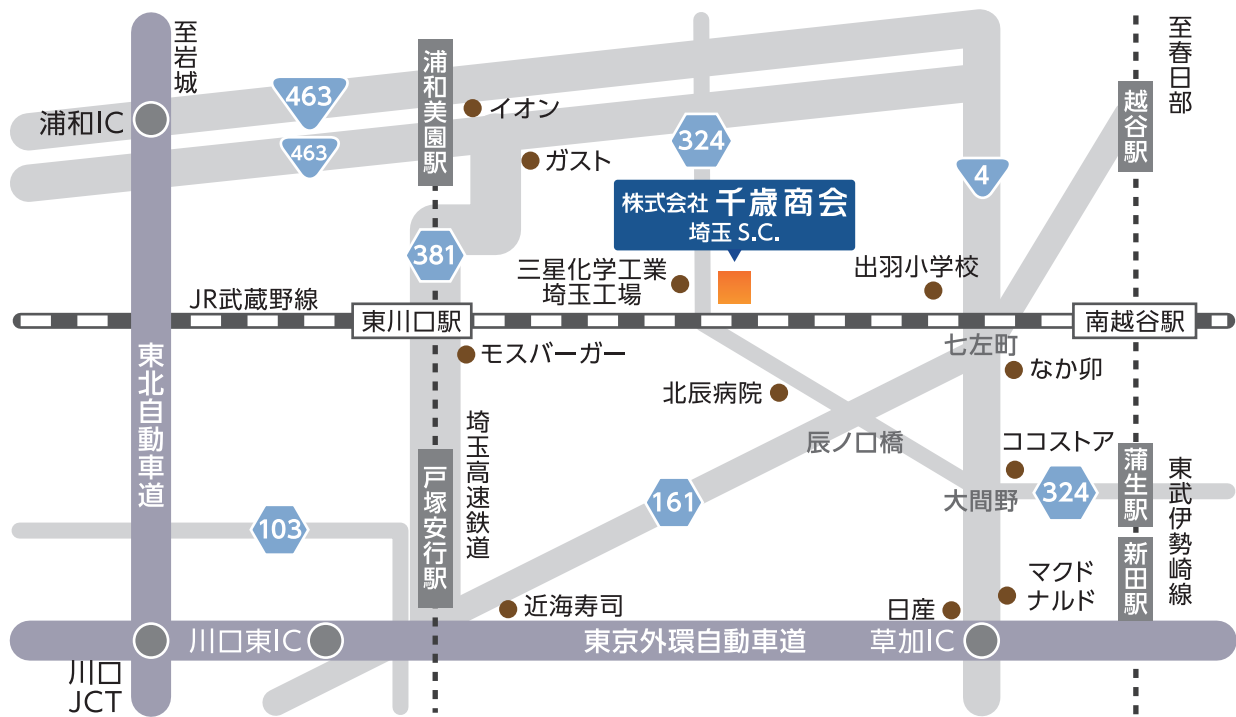 至岩城
至春日部
浦和美園駅
463
イオン
浦和IC
越谷駅
324
463
ガスト
4
株式会社 千歳商会
埼玉 S.C.
381
三星化学工業
埼玉工場
出羽小学校
JR武蔵野線
東川口駅
南越谷駅
七左町
モスバーガー
なか卯
東北自動車道
北辰病院
埼玉高速鉄道
辰ノ口橋
ココストア
戸塚安行駅
蒲生駅
東武伊勢崎線
161
大間野
324
103
新田駅
マクド
ナルド
近海寿司
日産
川口東IC
東京外環自動車道
草加IC
川口
JCT